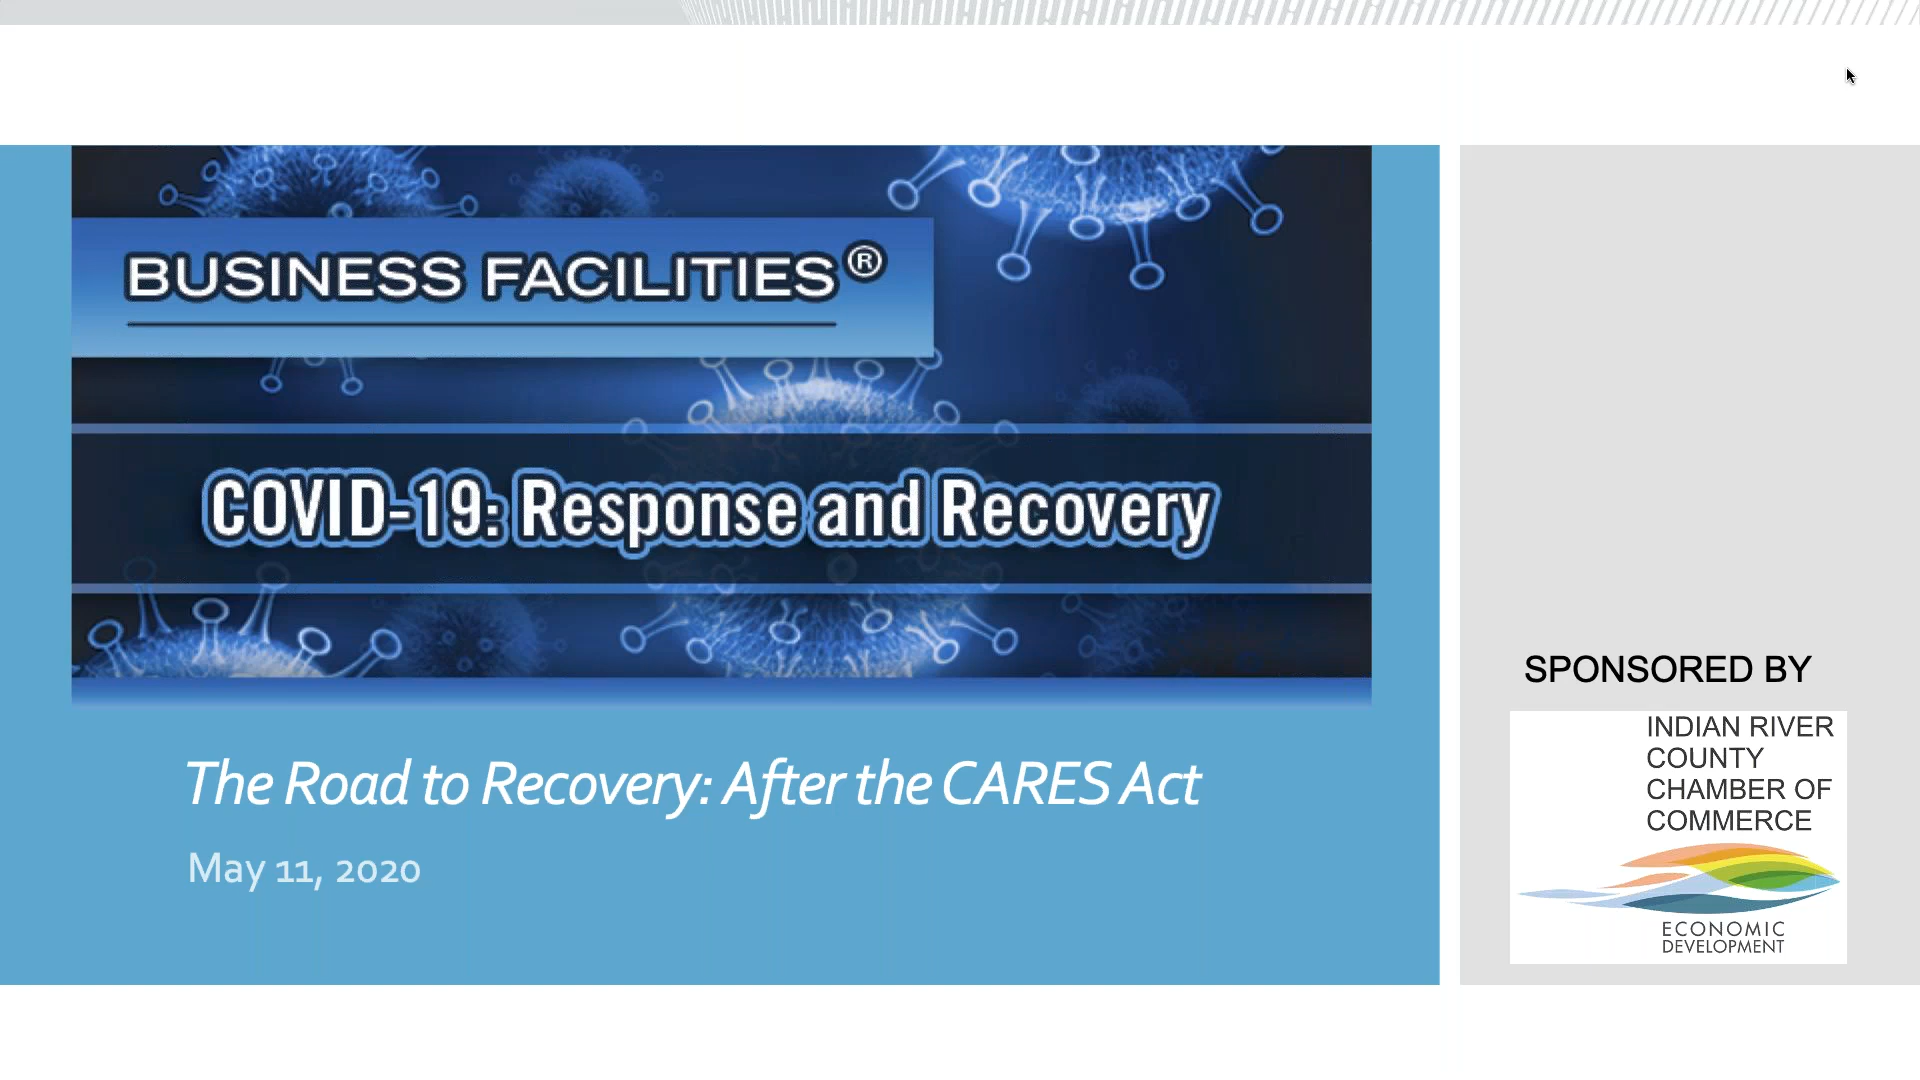 BUSINESS FACILITIES®
COVID-19: Response and Recovery
The Road to Recovery: After the CARES Act
May 11, 2020
SPONSORED BY
INDIAN RIVER
COUNTY
CHAMBER OF
COMMERCE
ECONOMIC
DEVELOPMENT